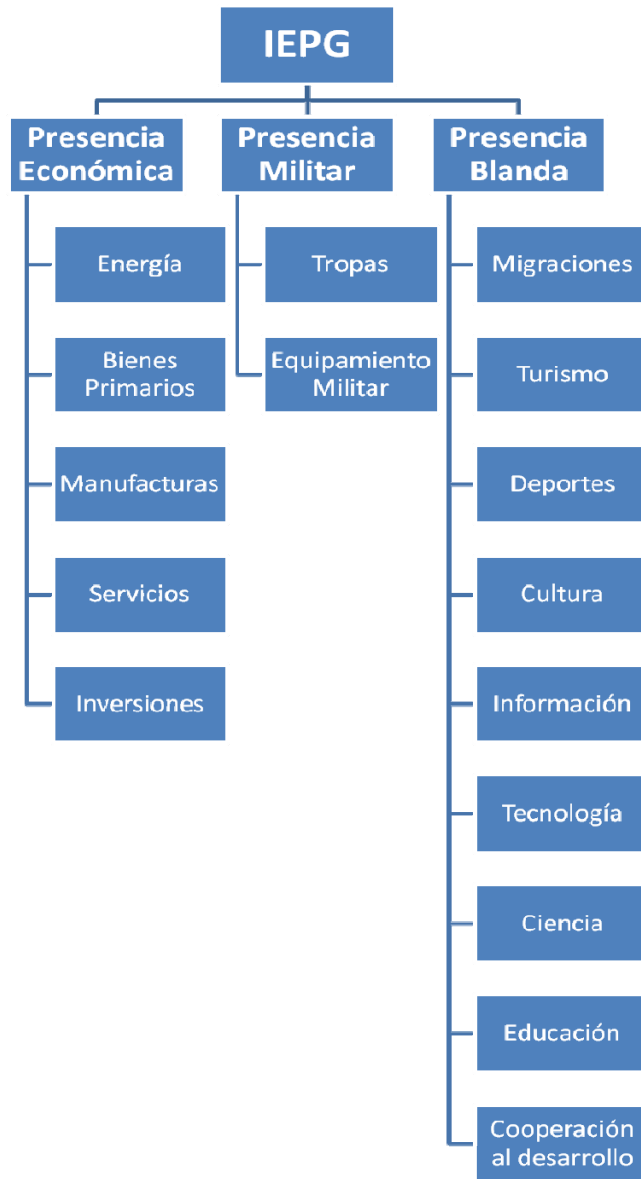 IEPG
Presencia
Económica
Energía
Bienes
Primarios
Manufacturas
Servicios
Inversiones
Presencia
Militar
Tropas
Equipamiento
Militar
Presencia
Blanda
Migraciones
Turismo
Deportes
Cultura
Información
Tecnología
Ciencia
Educación
Cooperación
al desarrollo